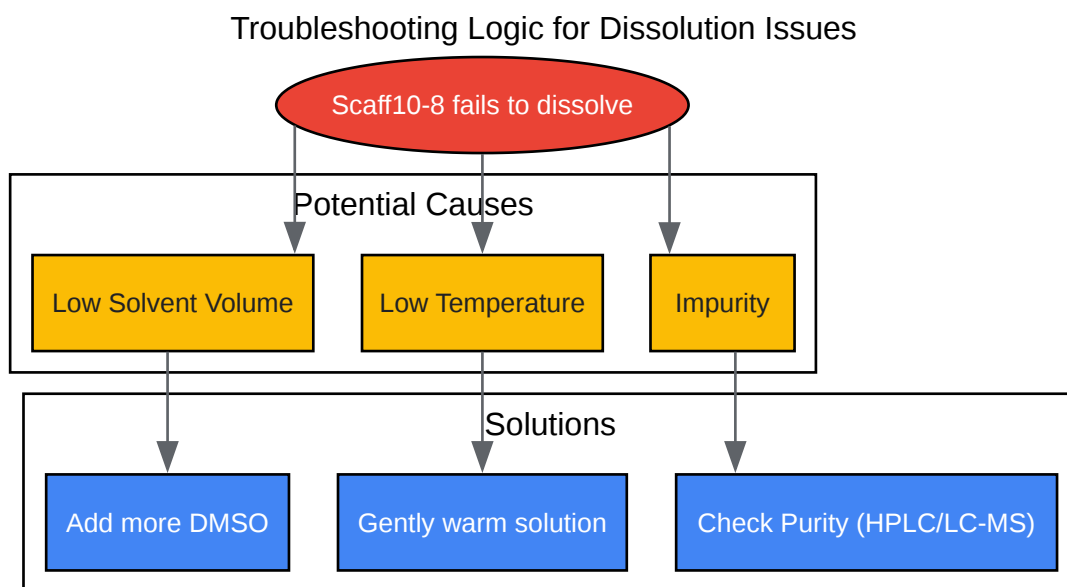 Troubleshooting Logic for Dissolution Issues
Scaff10-8 fails to dissolve
Potential Causes
Low Solvent Volume
Low Temperature
Impurity
Solutions
Add more DMSO
Gently warm solution
Check Purity (HPLC/LC-MS)